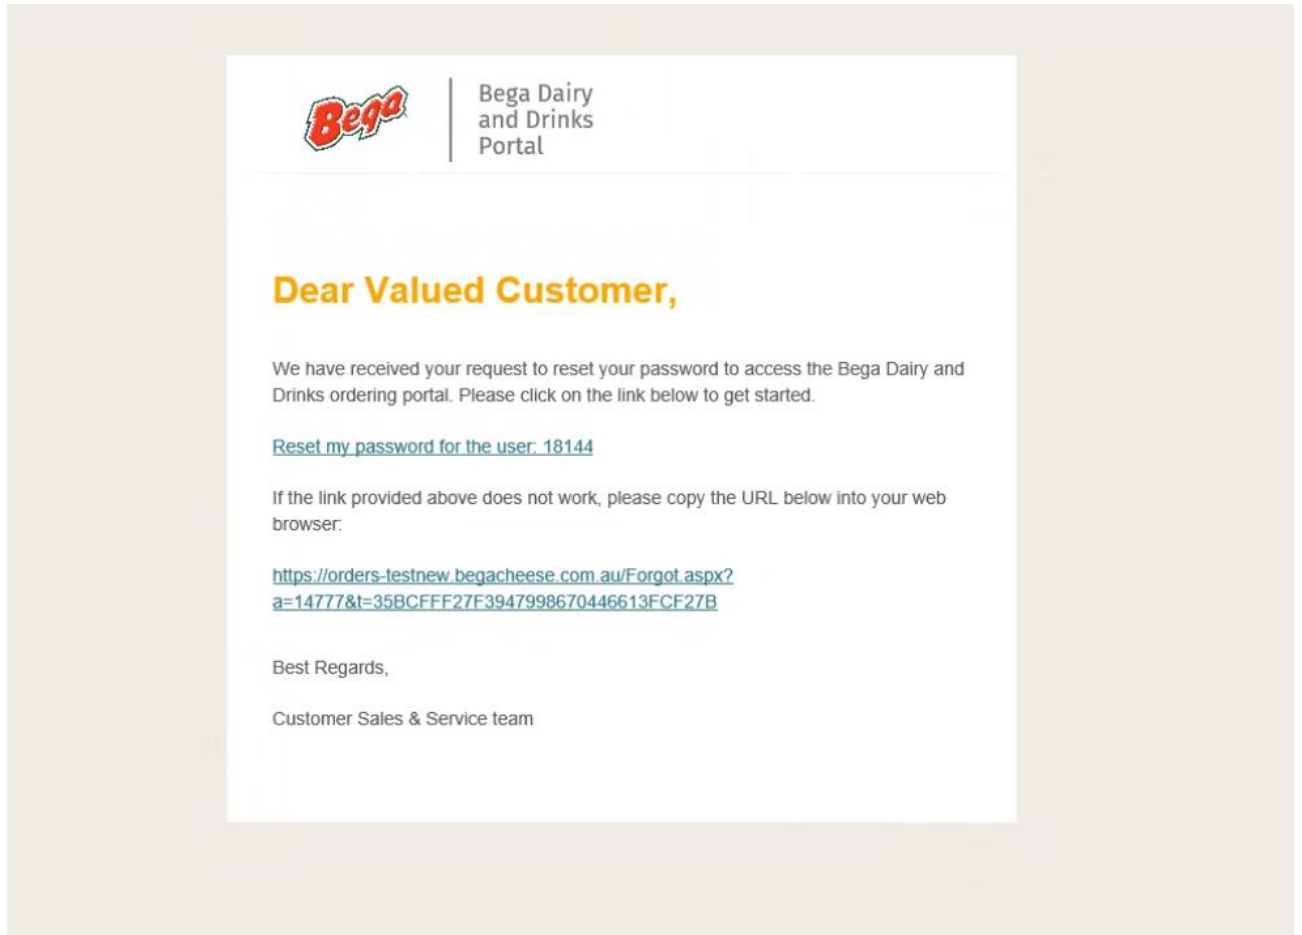 Bega
Bega Dairy
and Drinks
Portal
Dear Valued Customer,
We have received your request to reset your password to access the Bega Dairy and
Drinks ordering portal. Please click on the link below to get started.
Reset my password for the user: 18144
If the link provided above does not work, please copy the URL below into your web
browser:
https://orders-testnew.begacheese.com.au/Forgot.aspx?
a=14777&t=35BCFFF27F3947998670446613FCF27B
Best Regards,
Customer Sales & Service team